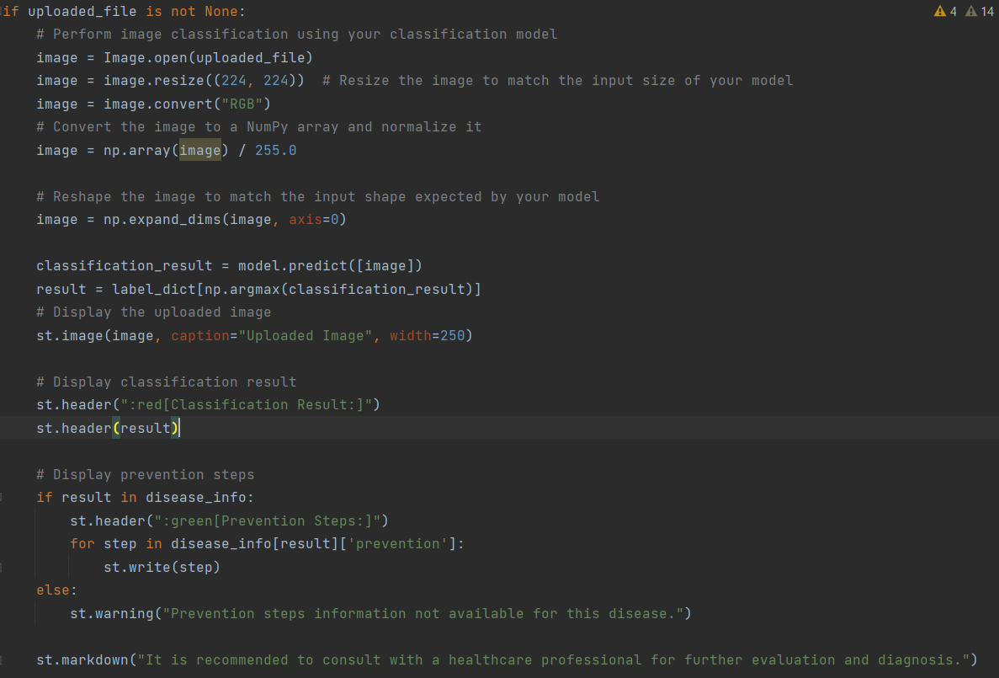 if uploaded_file is not None:
4 14
# Perform image classification using your classification model
image = Image.open(uploaded_file)
image = image.resize((224, 224))  # Resize the image to match the input size of your model
image = image.convert("RGB")
# Convert the image to a NumPy array and normalize it
image = np.array(image) / 255.0
# Reshape the image to match the input shape expected by your model
image = np.expand_dims(image, axis=0)
classification_result = model.predict([image])
result = label_dict[np.argmax(classification_result)]
# Display the uploaded image
st.image(image, caption="Uploaded Image", width=250)
# Display classification result
st.header(":red[Classification Result:]")
st.header(result)
# Display prevention steps
if result in disease_info:
st.header(":green[Prevention Steps:]")
for step in disease_info[result]['prevention']:
st.write(step)
else:
st.warning("Prevention steps information not available for this disease.")
st.markdown("It is recommended to consult with a healthcare professional for further evaluation and diagnosis.")